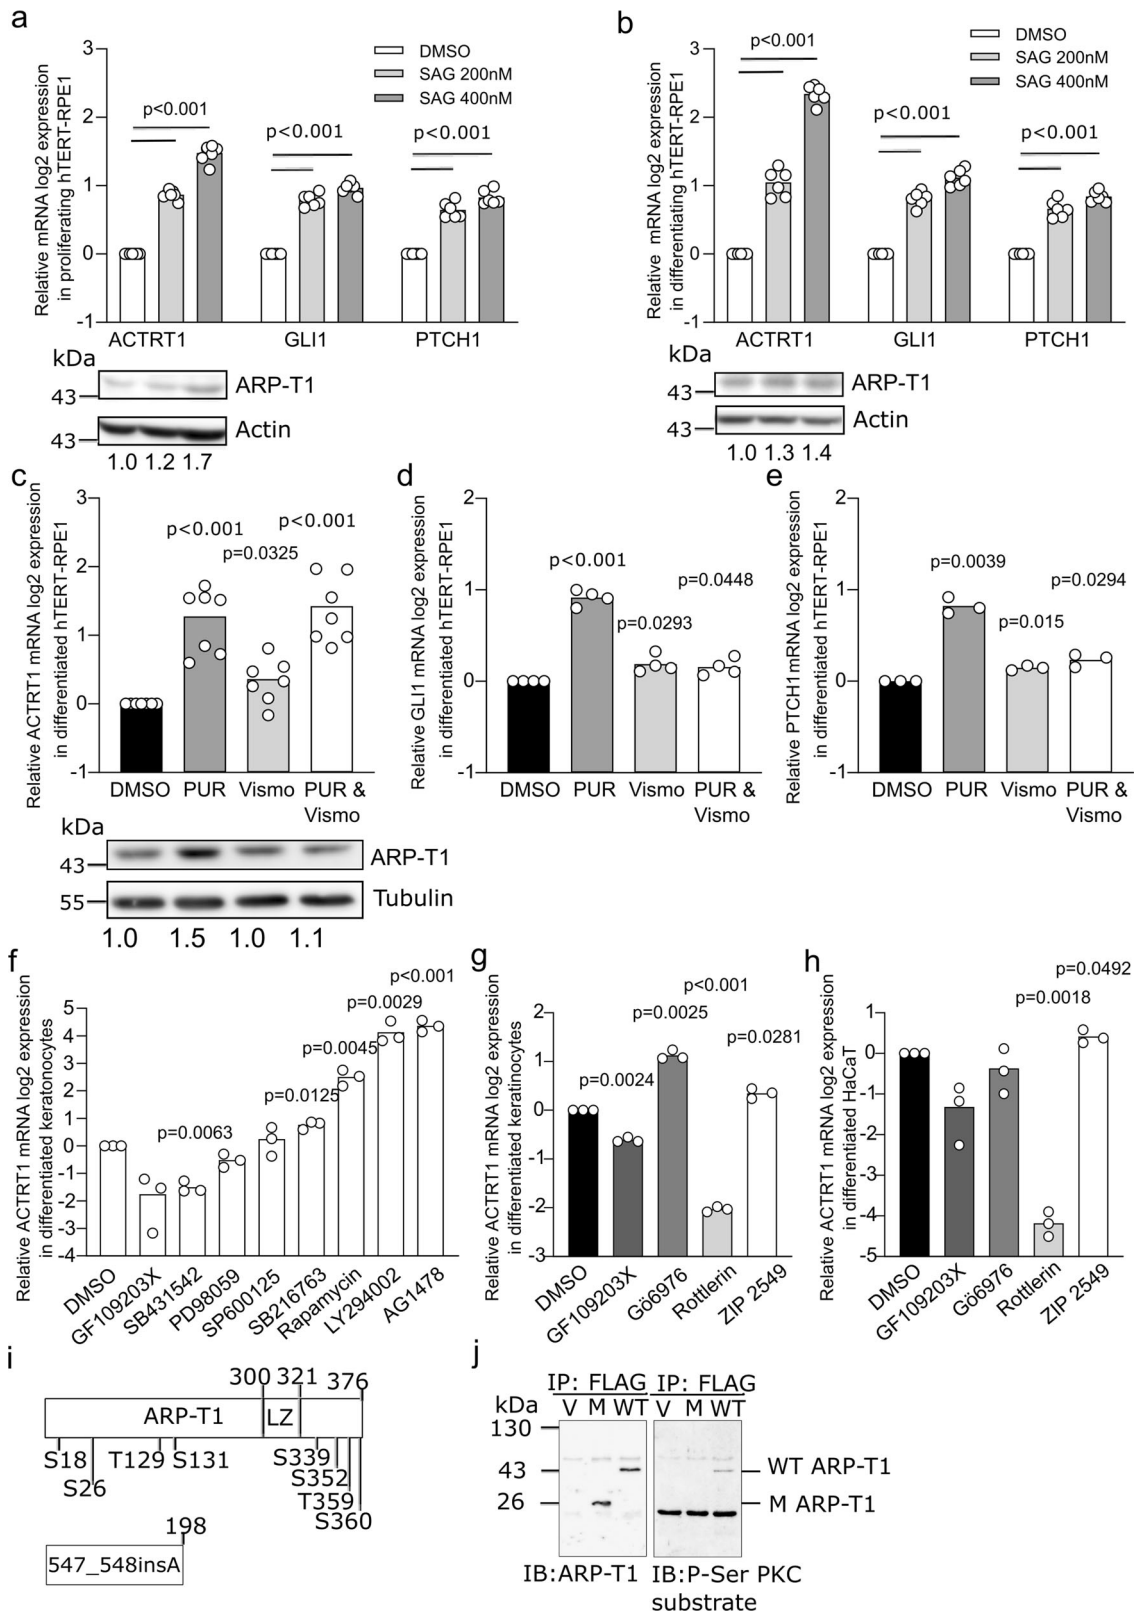 a
Relative mRNA log2 expression
in proliferating hTERT-RPE1
3
2
1
0
-1
DMSO
SAG 200nM
SAG 400nM
p<0.001
p<0.001
p<0.001
ACTRT1
GLI1
PTCH1
kDa
43
ARP-T1
43
Actin
1.0 1.2 1.7
b
Relative mRNA log2 expression
in differentiating hTERT-RPE1
3
2
1
0
-1
DMSO
SAG 200nM
SAG 400nM
p<0.001
p<0.001
p<0.001
ACTRT1
GLI1
PTCH1
kDa
43
ARP-T1
43
Actin
1.0 1.3 1.4
c
Relative ACTRT1 mRNA log2 expression
in differentiated hTERT-RPE1
3
2
1
0
-1
p<0.001
p=0.0325
p<0.001
DMSO
PUR
Vismo
PUR &
Vismo
kDa
43
ARP-T1
55
Tubulin
1.0 1.5 1.0 1.1
d
Relative GLI1 mRNA log2 expression
in differentiated hTERT-RPE1
2
1
0
-1
p<0.001
p=0.0293
p=0.0448
DMSO
PUR
Vismo
PUR &
Vismo
e
Relative PTCH1 mRNA log2 expression
in differentiated hTERT-RPE1
2
1
0
-1
p=0.0039
p=0.015
p=0.0294
DMSO
PUR
Vismo
PUR &
Vismo
f
Relative ACTRT1 mRNA log2 expression
in differentiated keratonocytes
5
4
3
2
1
0
-1
-2
-3
-4
p=0.0063
p=0.0125
p=0.0045
p=0.0029
p<0.001
DMSO
GF109203X
SB431542
PD98059
SP600125
SB216763
Rapamycin
LY294002
AG1478
g
Relative ACTRT1 mRNA log2 expression
in differentiated keratinocytes
2
1
0
-1
-2
-3
p=0.0024
p=0.0025
p<0.001
p=0.0281
DMSO
GF109203X
Gö6976
Rottlerin
ZIP 2549
h
Relative ACTRT1 mRNA log2 expression
in differentiated HaCaT
1
0
-1
-2
-3
-4
-5
p=0.0018
p=0.0492
DMSO
GF109203X
Gö6976
Rottlerin
ZIP 2549
i
300 321 376
ARP-T1
LZ
S18
S26
T129
S131
S339
S352
T359
S360
198
547_548insA
j
IP: FLAG
IP: FLAG
kDa
V M WT
V M WT
130
43
26
WT ARP-T1
M ARP-T1
IB:ARP-T1
IB:P-Ser PKC
substrate